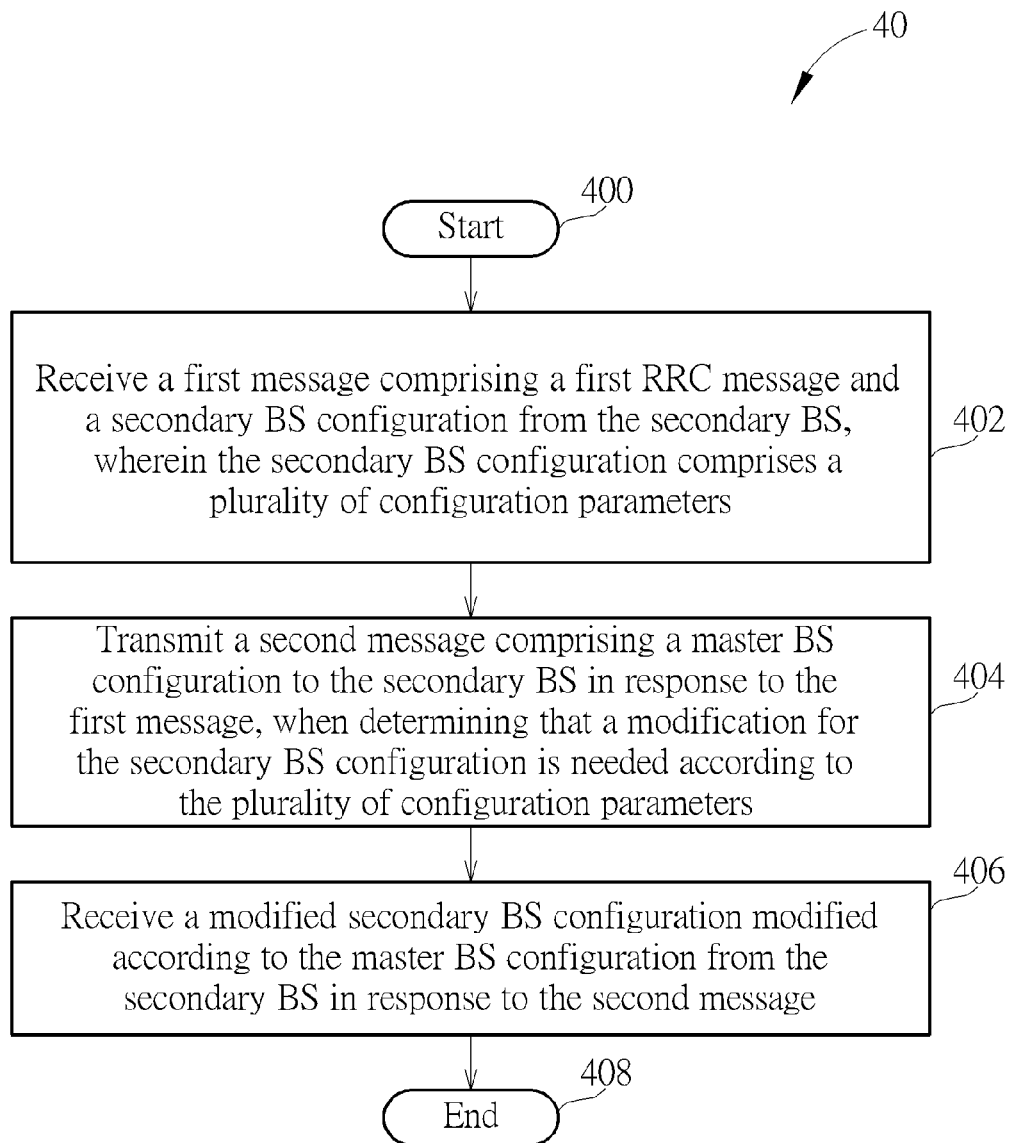 40
Start
400
Receive a first message comprising a first RRC message and
a secondary BS configuration from the secondary BS,
wherein the secondary BS configuration comprises a
plurality of configuration parameters
402
Transmit a second message comprising a master BS
configuration to the secondary BS in response to the
first message, when determining that a modification for
the secondary BS configuration is needed according to
the plurality of configuration parameters
404
Receive a modified secondary BS configuration modified
according to the master BS configuration from the
secondary BS in response to the second message
406
End
408